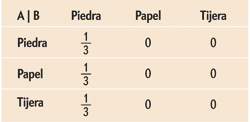 A | B Piedra Papel Tijera
Piedra 1/3 0 0
Papel 1/3 0 0
Tijera 1/3 0 0